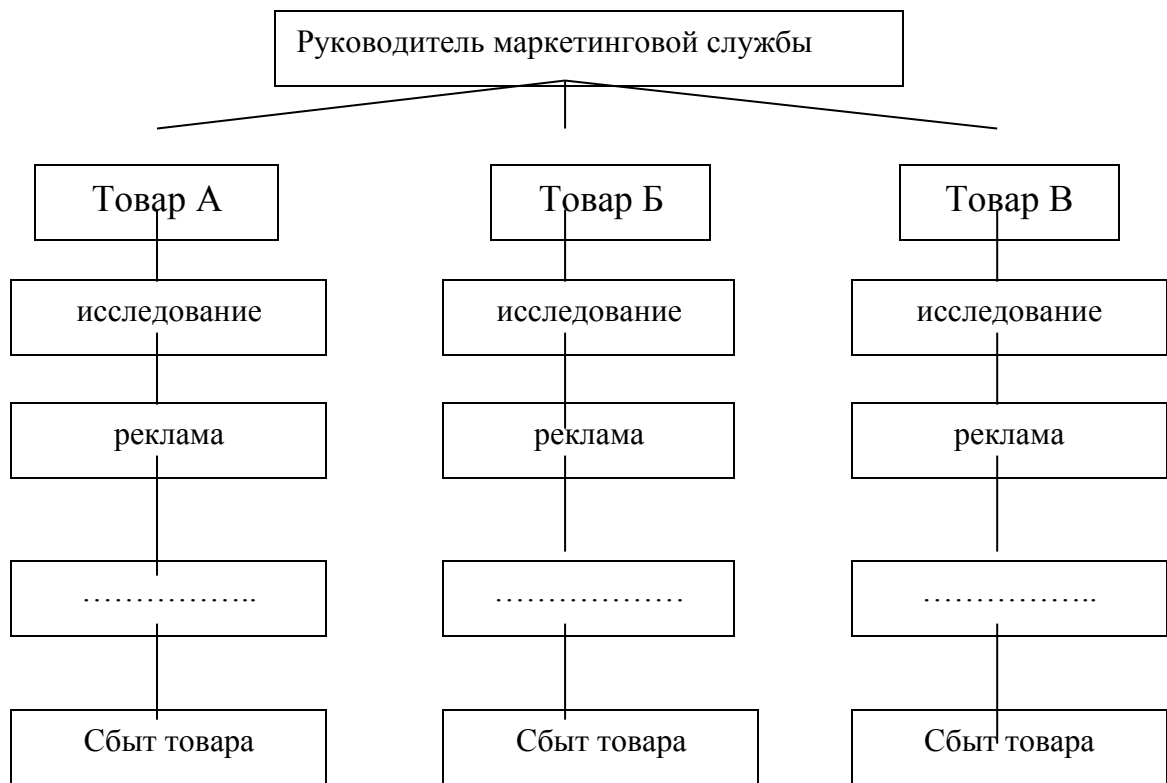 Руководитель маркетинговой службы
Товар А
Товар Б
Товар В
исследование
исследование
исследование
реклама
реклама
реклама
……………..
………………
……………..
Сбыт товара
Сбыт товара
Сбыт товара